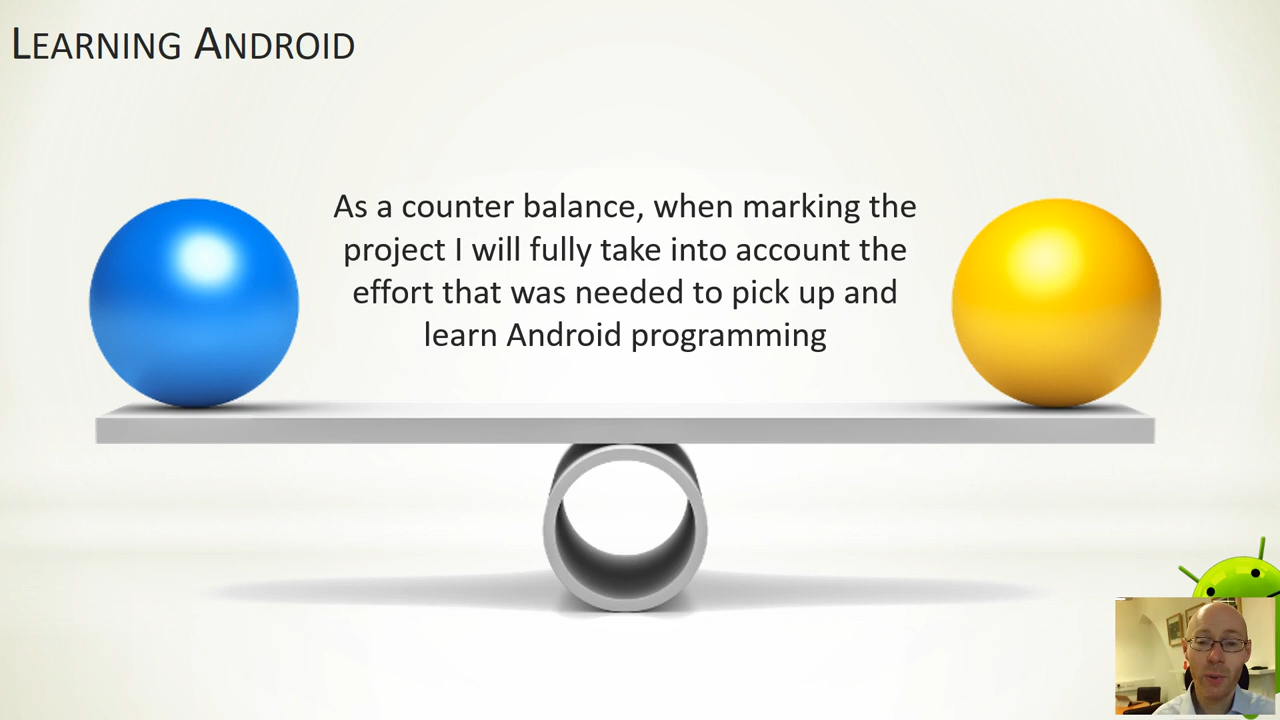 LEARNING ANDROID
As a counter balance, when marking the
project I will fully take into account the
effort that was needed to pick up and
learn Android programming